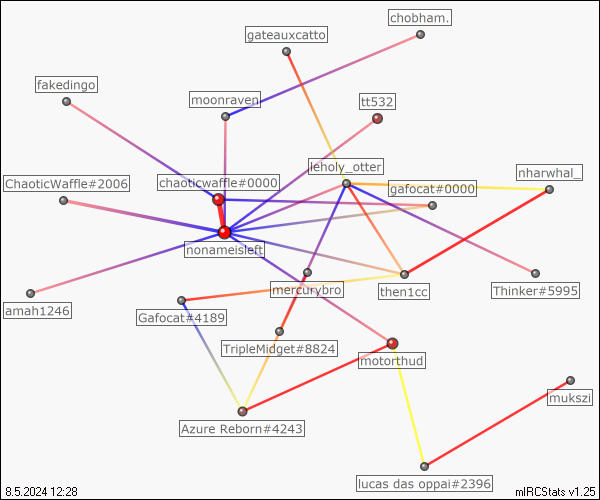 chobham.
gateauxcatto
fakedingo
moonraven
tt532
leholy_otter
nharwhal_
ChaoticWaffle#2006
chaoticwaffle#0000
gafocat#0000
nonameisleft
amah1246
mercurybro
then1cc
Thinker#5995
Gafocat#4189
TripleMidget#8824
motorthud
mukszi
Azure Reborn#4243
lucas das oppai#2396
8.5.2024 12:28
mIRCStats v1.25